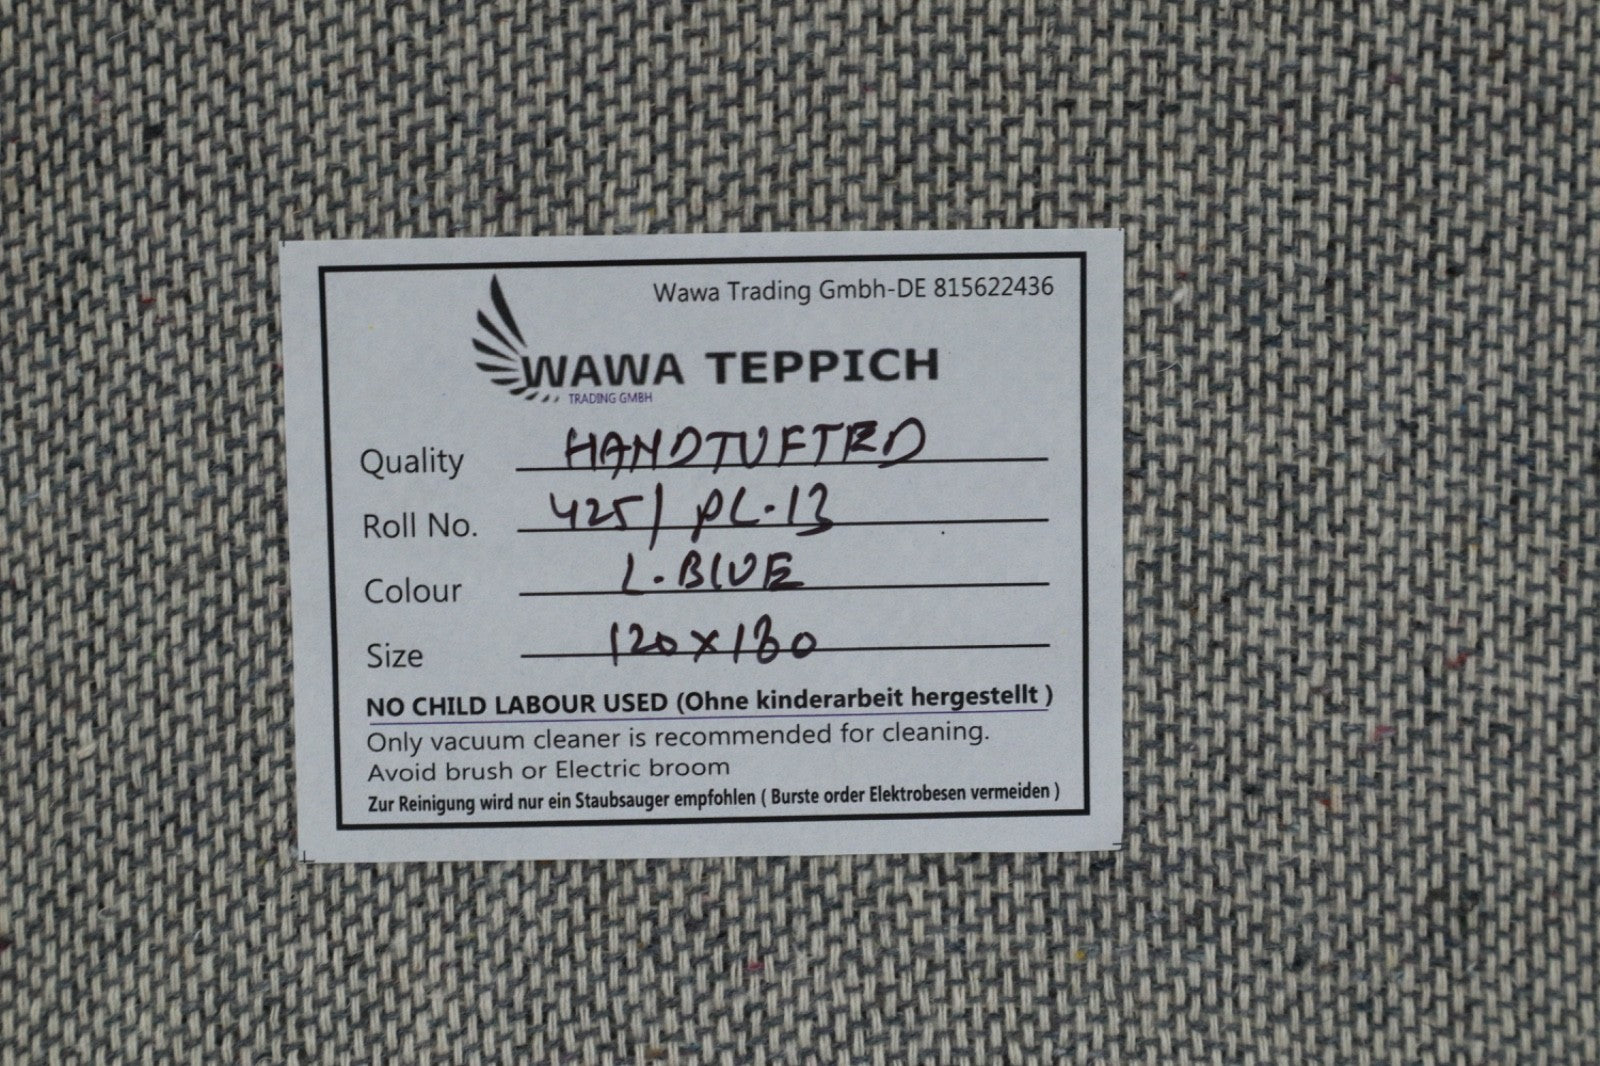 Wawa Trading Gmbh-DE 815622436
WAWA TEPPICH
TRADING GMBH
Quality HANDTUFTED
Roll No. 425/ PL-13
Colour L.BLUE
Size 120x180
NO CHILD LABOUR USED (Ohne kinderarbeit hergestellt )
Only vacuum cleaner is recommended for cleaning.
Avoid brush or Electric broom
Zur Reinigung wird nur ein Staubsauger empfohlen ( Burste order Elektrobesen vermeiden )